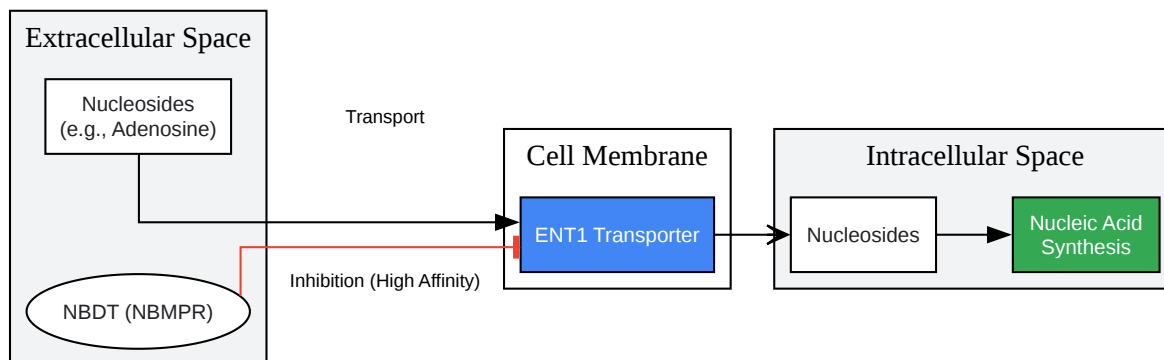 Extracellular Space
Nucleosides
(e.g., Adenosine)
Transport
Cell Membrane
Intracellular Space
ENT1 Transporter
Nucleosides
Nucleic Acid
Synthesis
Inhibition (High Affinity)
NBDT (NBMPR)